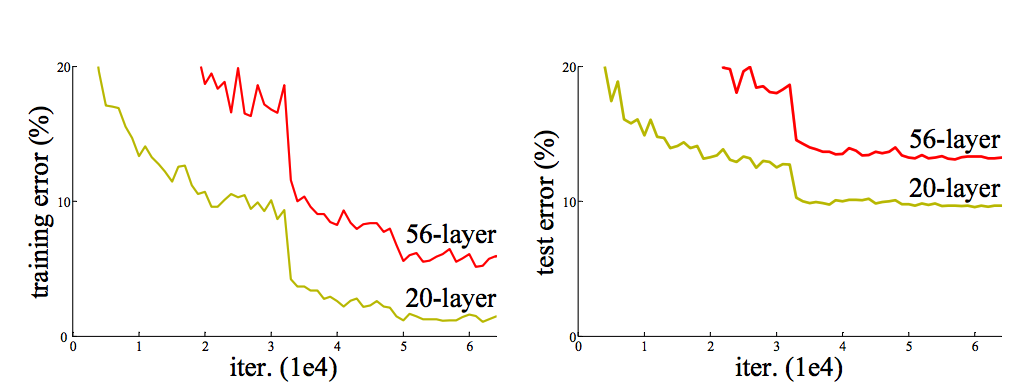 training error (%)
20
10
0
0 1 2 3 4 5 6
iter. (1e4)
56-layer
20-layer
test error (%)
20
10
0
0 1 2 3 4 5 6
iter. (1e4)
56-layer
20-layer